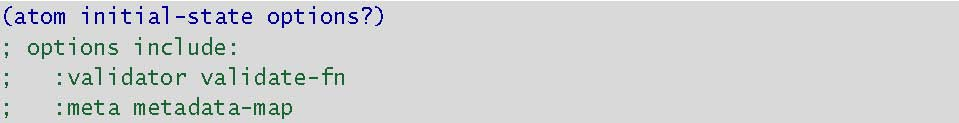 (atom initial-state options?)
; options include:
;   :validator validate-fn
;   :meta metadata-map